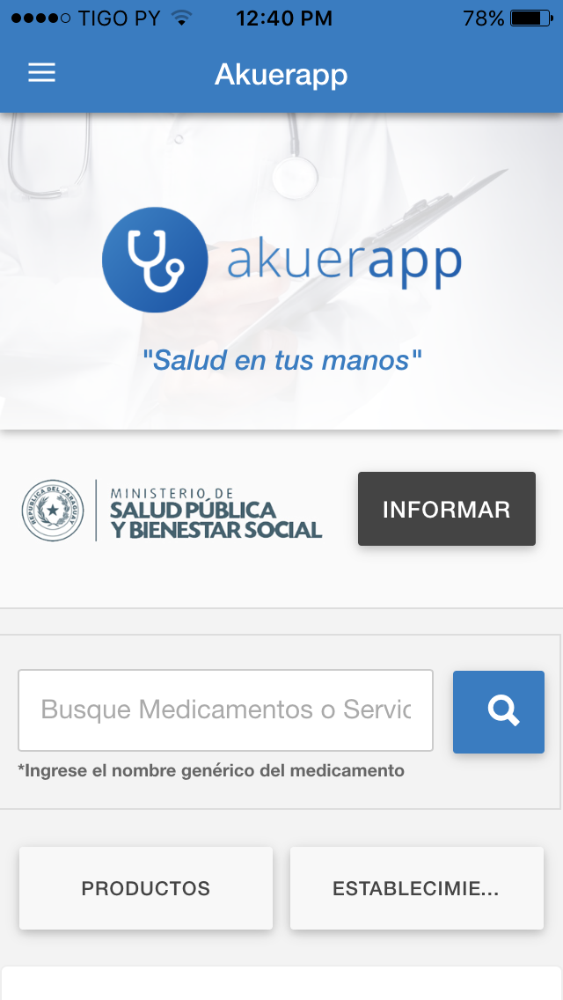 TIGO PY 12:40 PM 78%
Akuerapp
akuerapp
"Salud en tus manos"
REPUBLICA DEL PARAGUAY
MINISTERIO DE
SALUD PÚBLICA
Y BIENESTAR SOCIAL
INFORMAR
Busque Medicamentos o Servic
*Ingrese el nombre genérico del medicamento
PRODUCTOS
ESTABLECIMIE...